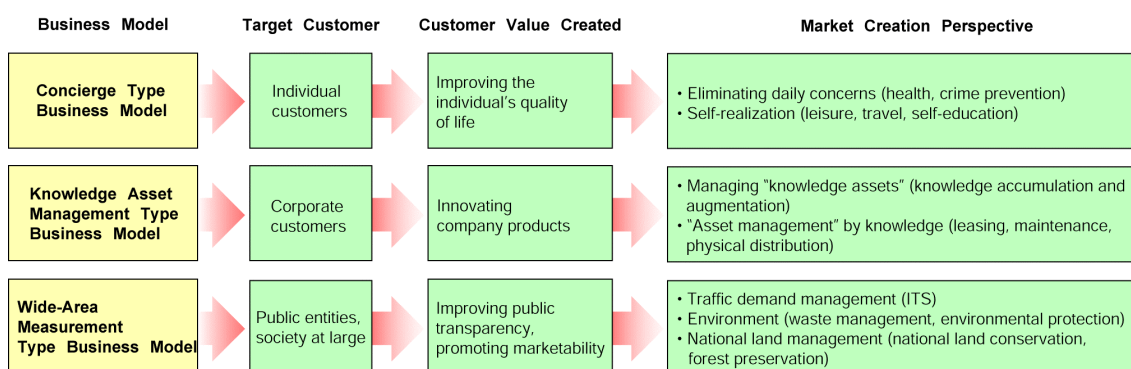 Business Model
Target Customer
Customer Value Created
Market Creation Perspective
Concierge Type
Business Model
Individual
customers
Improving the
individual's quality
of life
• Eliminating daily concerns (health, crime prevention)
• Self-realization (leisure, travel, self-education)
Knowledge Asset
Management Type
Business Model
Corporate
customers
Innovating
company products
• Managing "knowledge assets" (knowledge accumulation and
augmentation)
• "Asset management" by knowledge (leasing, maintenance,
physical distribution)
Wide-Area
Measurement
Type Business Model
Public entities,
society at large
Improving public
transparency,
promoting marketability
• Traffic demand management (ITS)
• Environment (waste management, environmental protection)
• National land management (national land conservation,
forest preservation)